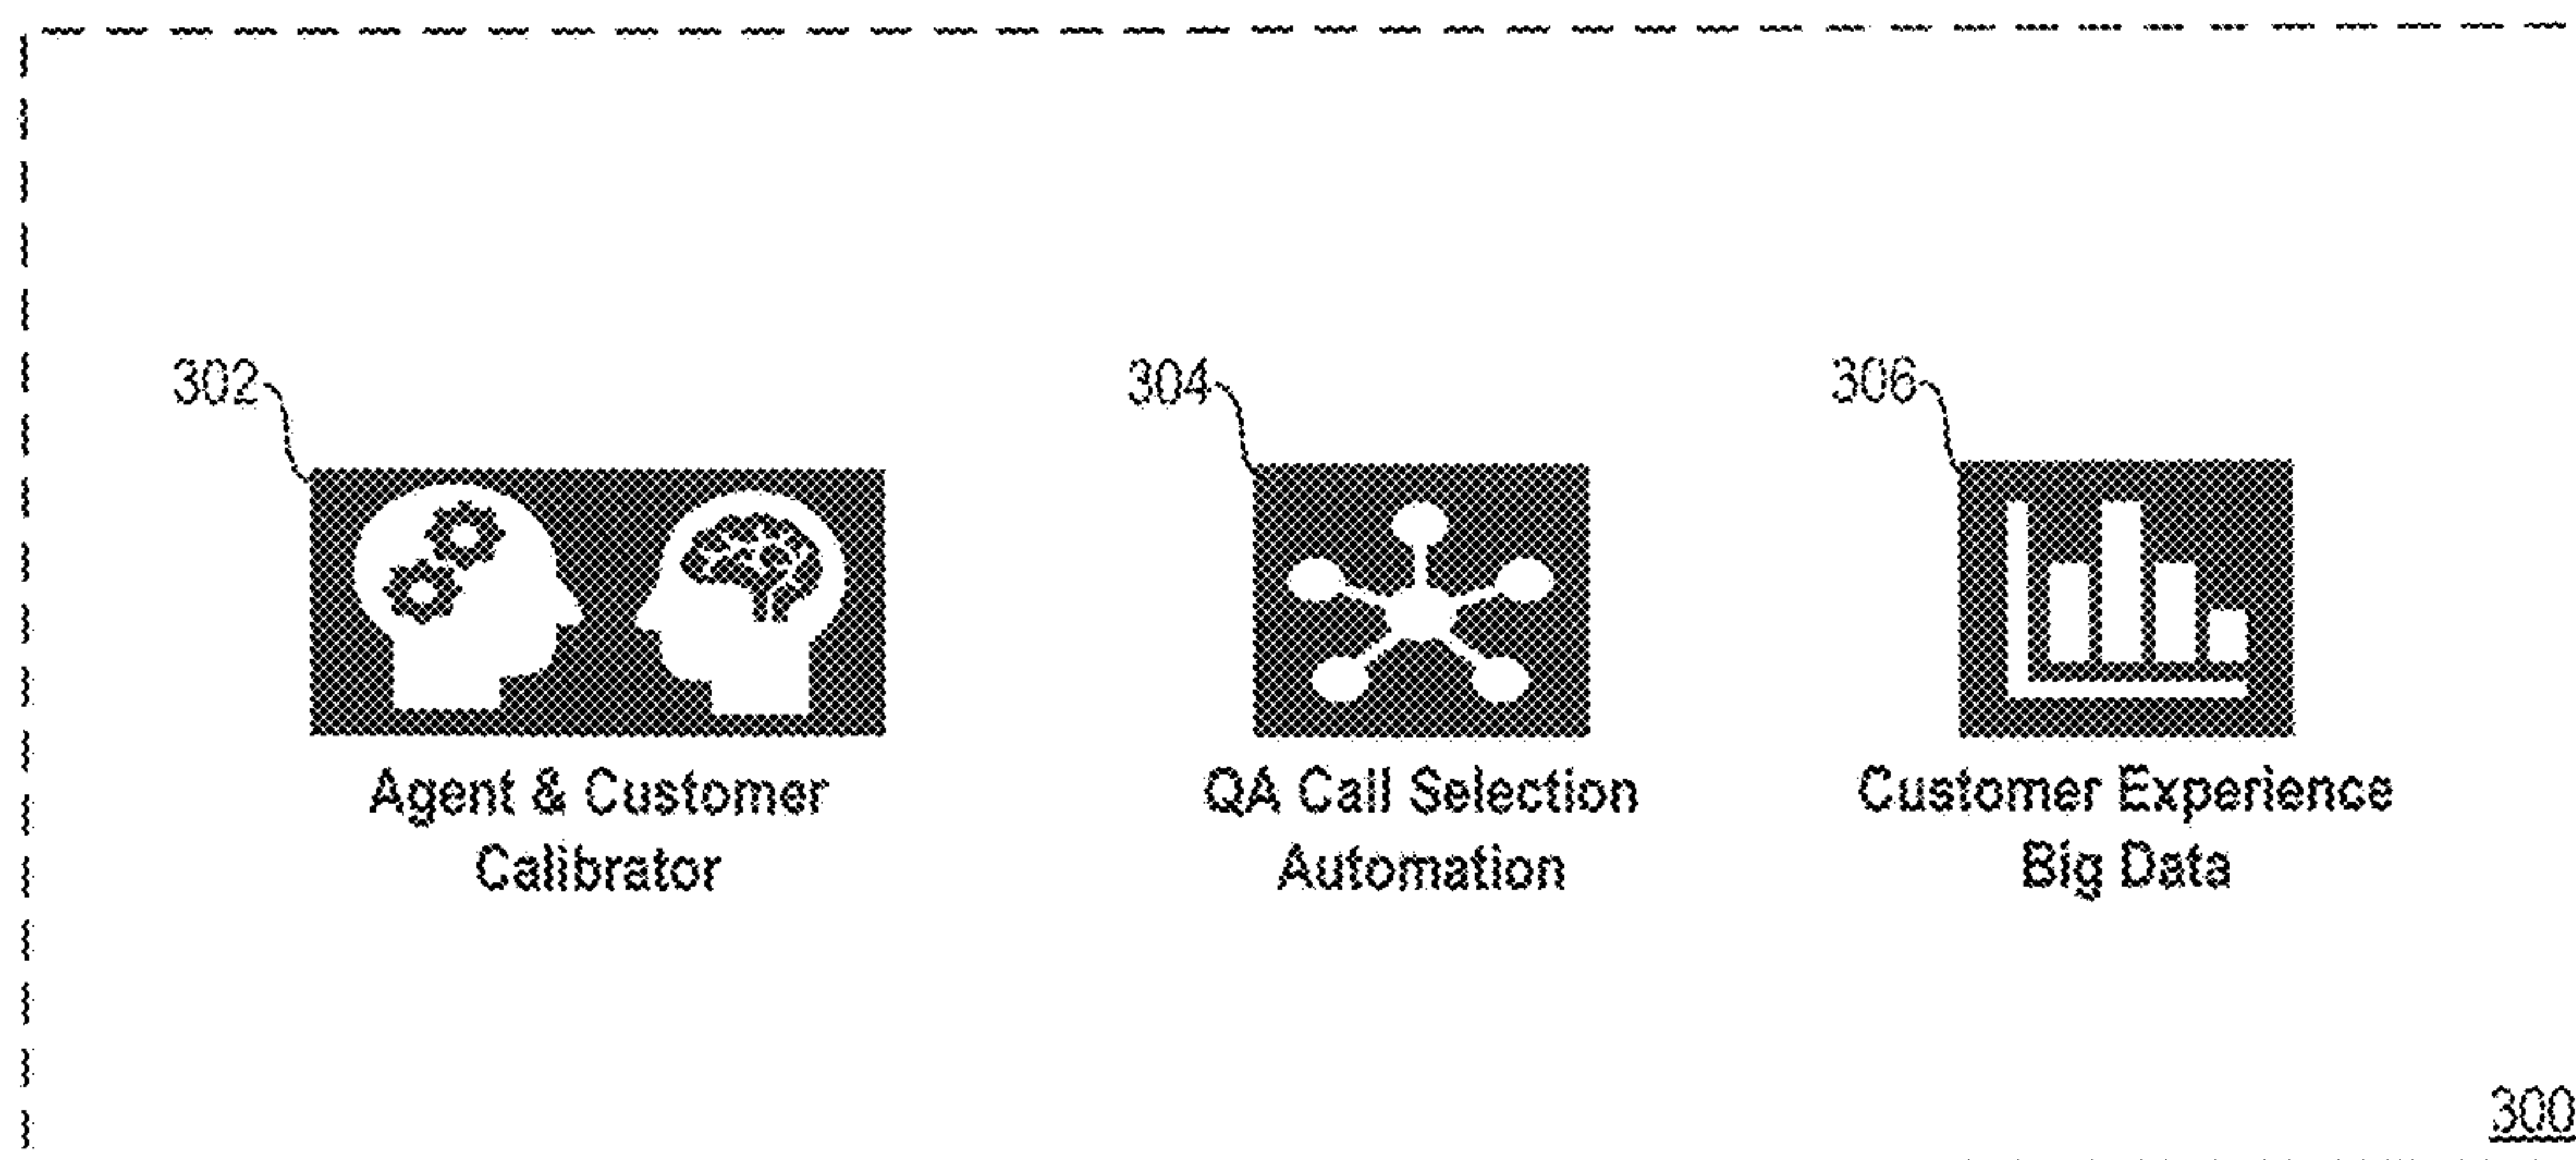 302
304
306
Agent & Customer
Calibrator
QA Call Selection
Automation
Customer Experience
Big Data
300